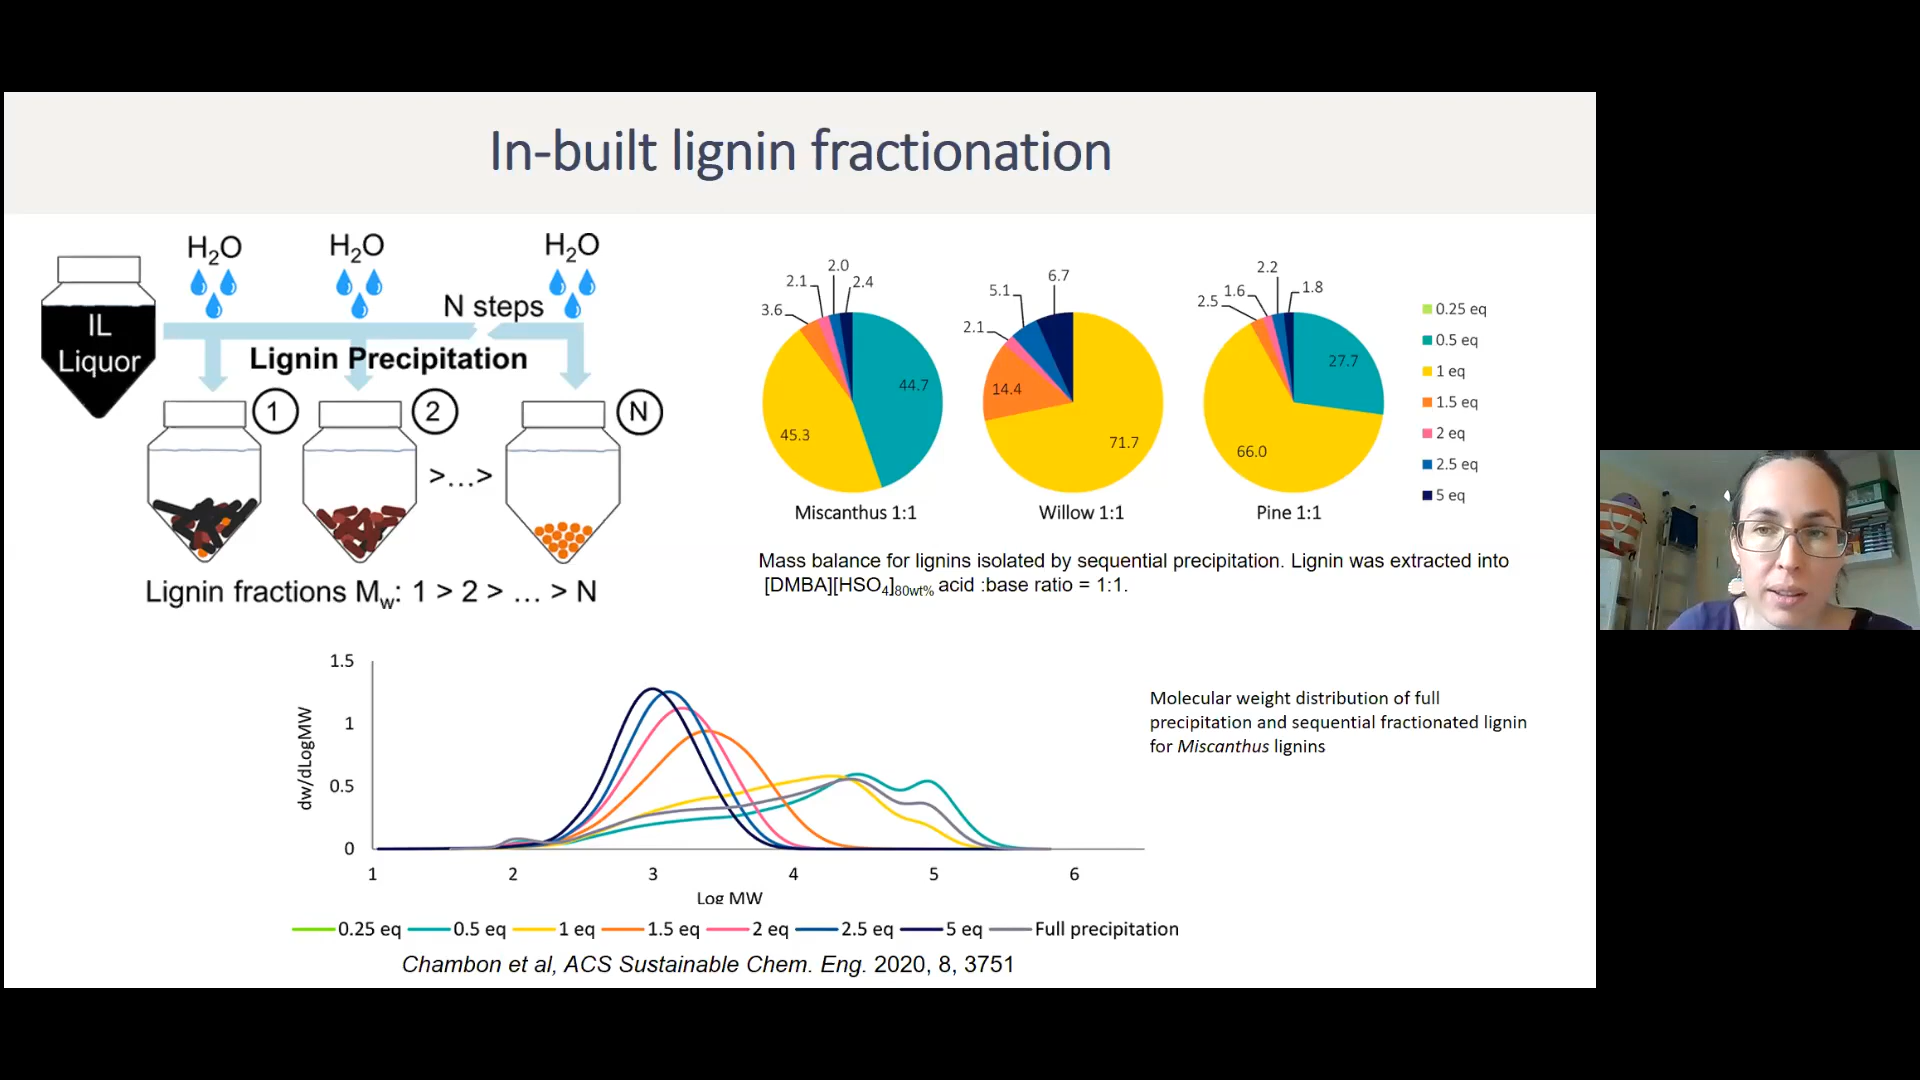 In-built lignin fractionation
H₂O
H₂O
H₂O
N steps
IL
Liquor
Lignin Precipitation
1
2
N
>...>
Lignin fractions Mw: 1 > 2 > ... > N
2.0
2.1
2.4
3.6
44.7
45.3
Miscanthus 1:1
6.7
5.1
2.1
14.4
71.7
Willow 1:1
2.2
1.6
1.8
2.5
27.7
66.0
Pine 1:1
0.25 eq
0.5 eq
1 eq
1.5 eq
2 eq
2.5 eq
5 eq
Mass balance for lignins isolated by sequential precipitation. Lignin was extracted into
[DMBA][HSO₄]80wt% acid :base ratio = 1:1.
1.5
1
0.5
0
dw/dLogMW
1 2 3 4 5 6
Log MW
0.25 eq 0.5 eq 1 eq 1.5 eq 2 eq 2.5 eq 5 eq Full precipitation
Molecular weight distribution of full
precipitation and sequential fractionated lignin
for Miscanthus lignins
Chambon et al, ACS Sustainable Chem. Eng. 2020, 8, 3751